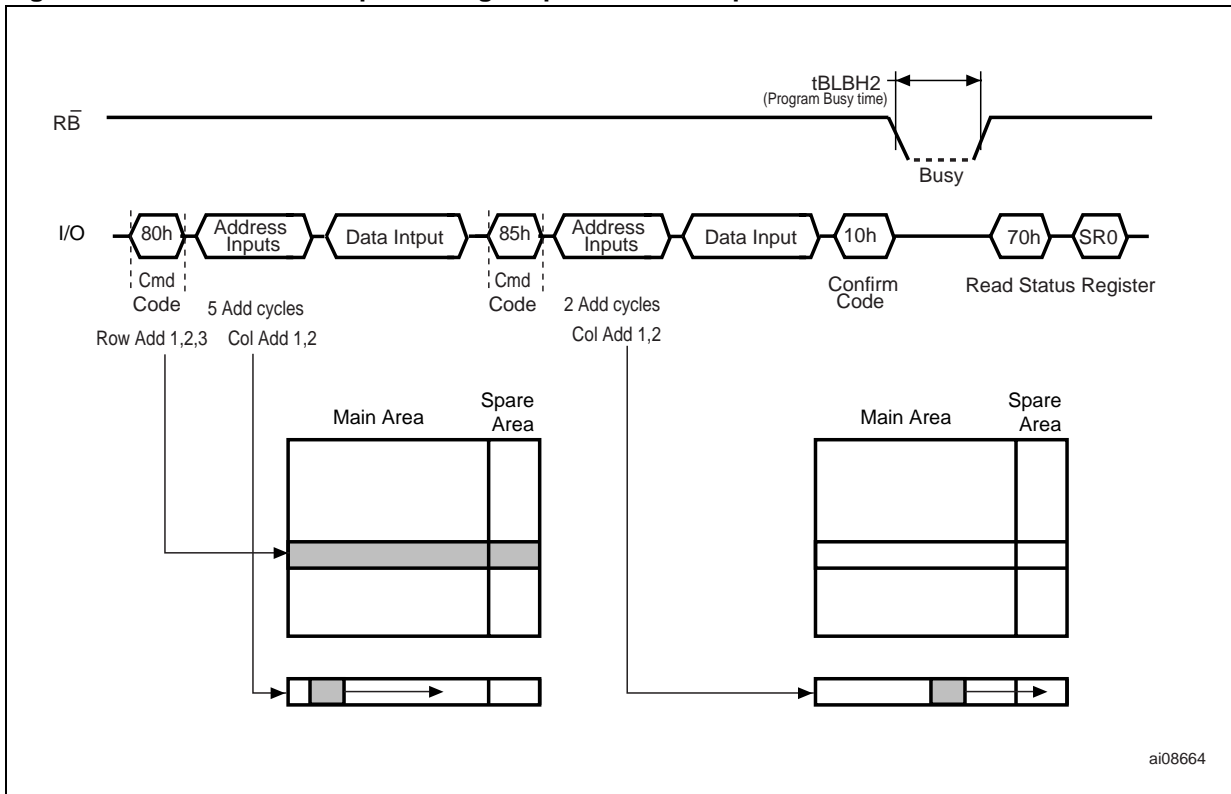 tBLBH2
(Program Busy time)
RB̅
Busy
I/O
80h
Address
Inputs
Data Intput
85h
Address
Inputs
Data Input
10h
70h
SR0
Cmd
Code
Cmd
Code
Confirm
Code
Read Status Register
5 Add cycles
2 Add cycles
Row Add 1,2,3
Col Add 1,2
Col Add 1,2
Main Area
Spare
Area
Main Area
Spare
Area
ai08664